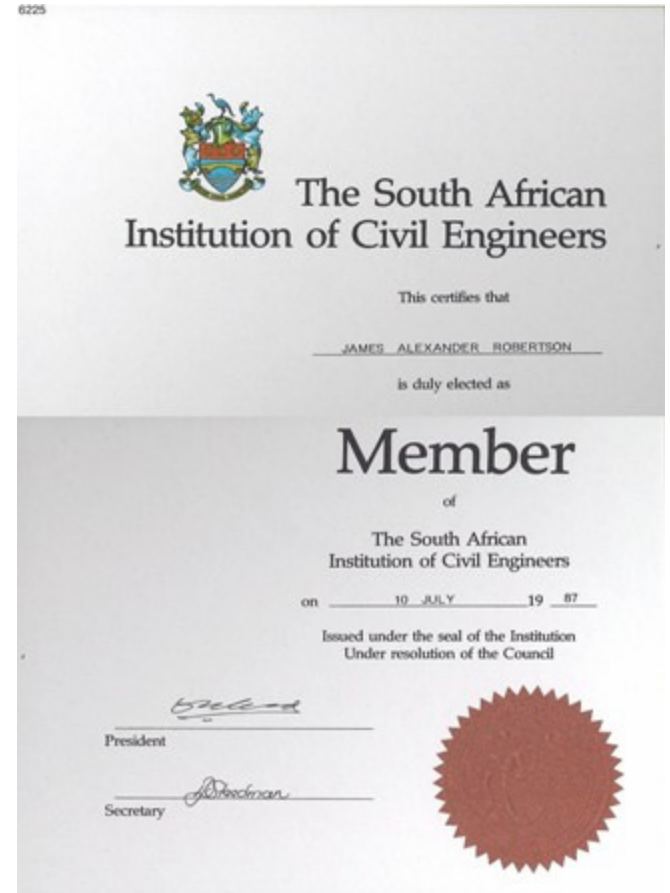 6225
The South African
Institution of Civil Engineers
This certifies that
JAMES ALEXANDER ROBERTSON
is duly elected as
Member
of
The South African
Institution of Civil Engineers
on 10 JULY 19 87
Issued under the seal of the Institution
Under resolution of the Council
President
Secretary